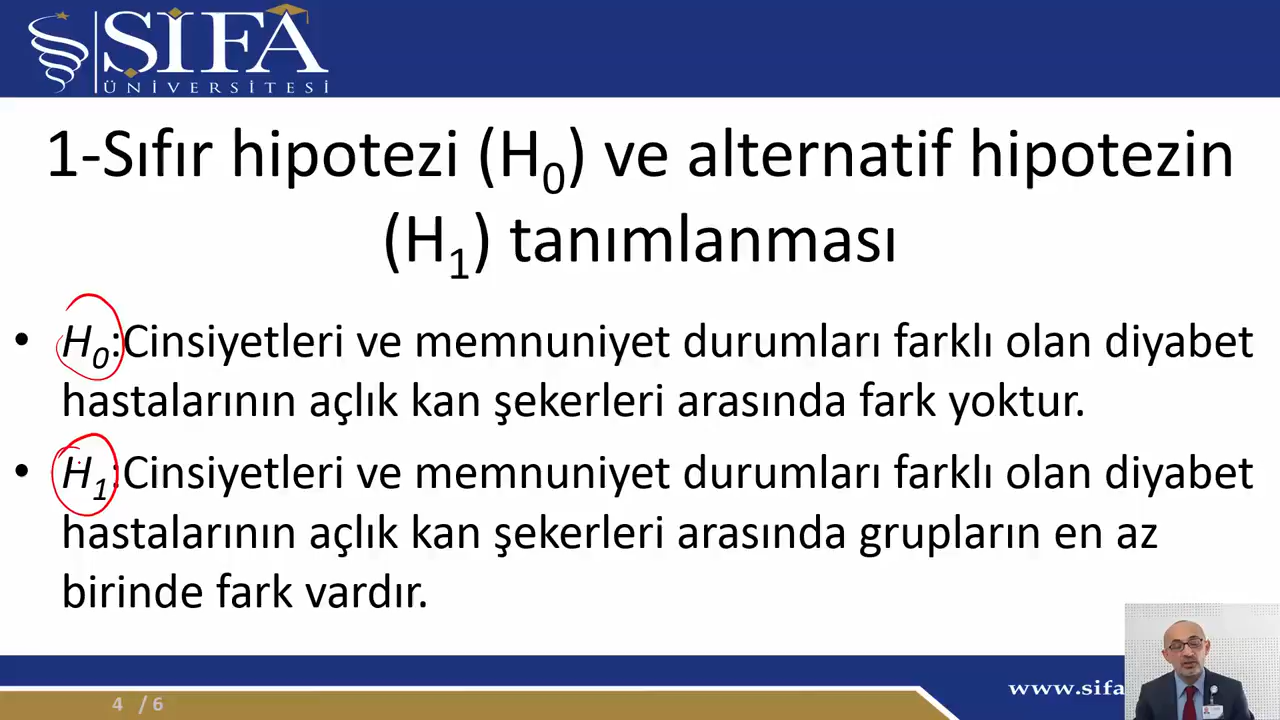 ŞİFA
ÜNİVERSİTESİ
1-Sıfır hipotezi (H₀) ve alternatif hipotezin
(H₁) tanımlanması
• H₀:Cinsiyetleri ve memnuniyet durumları farklı olan diyabet
hastalarının açlık kan şekerleri arasında fark yoktur.
• H₁:Cinsiyetleri ve memnuniyet durumları farklı olan diyabet
hastalarının açlık kan şekerleri arasında grupların en az
birinde fark vardır.
www.sifa
4 / 6